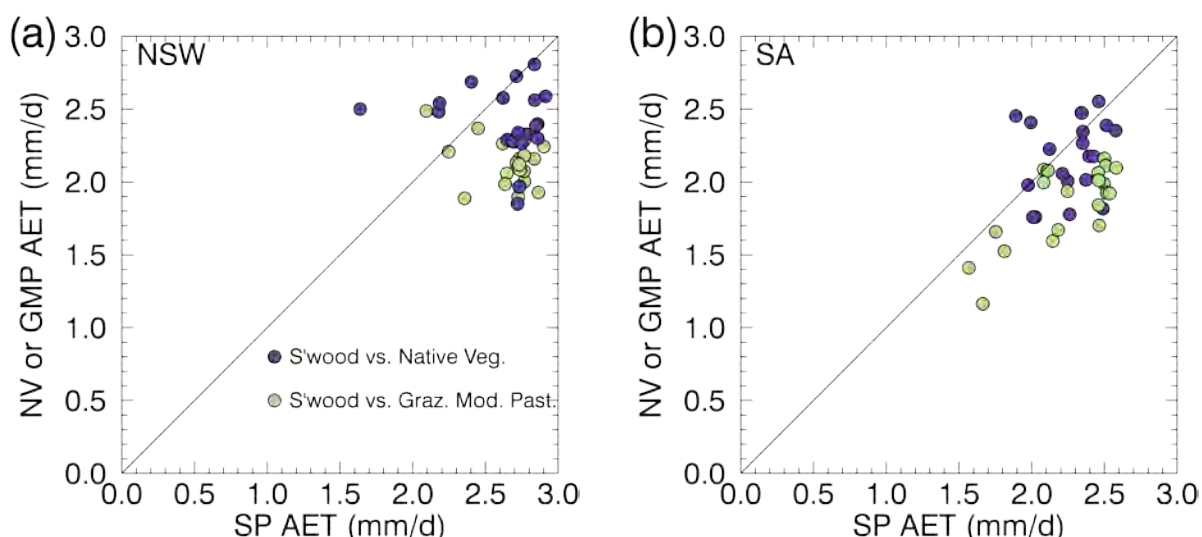 (a)
NSW
NV or GMP AET (mm/d)
3.0
2.5
2.0
1.5
1.0
0.5
0.0
S'wood vs. Native Veg.
S'wood vs. Graz. Mod. Past.
0.0 0.5 1.0 1.5 2.0 2.5 3.0
SP AET (mm/d)
(b)
SA
NV or GMP AET (mm/d)
3.0
2.5
2.0
1.5
1.0
0.5
0.0
0.0 0.5 1.0 1.5 2.0 2.5 3.0
SP AET (mm/d)